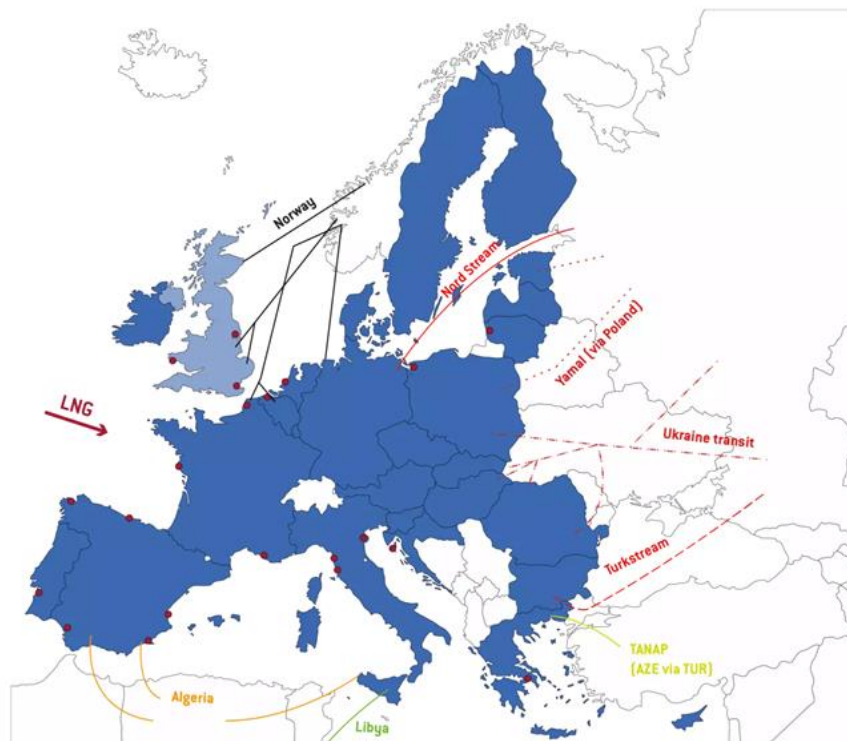 Norway
Nord Stream
Yamal (via Poland)
LNG
Ukraine transit
Turkstream
TANAP
(AZE via TUR)
Algeria
Libya